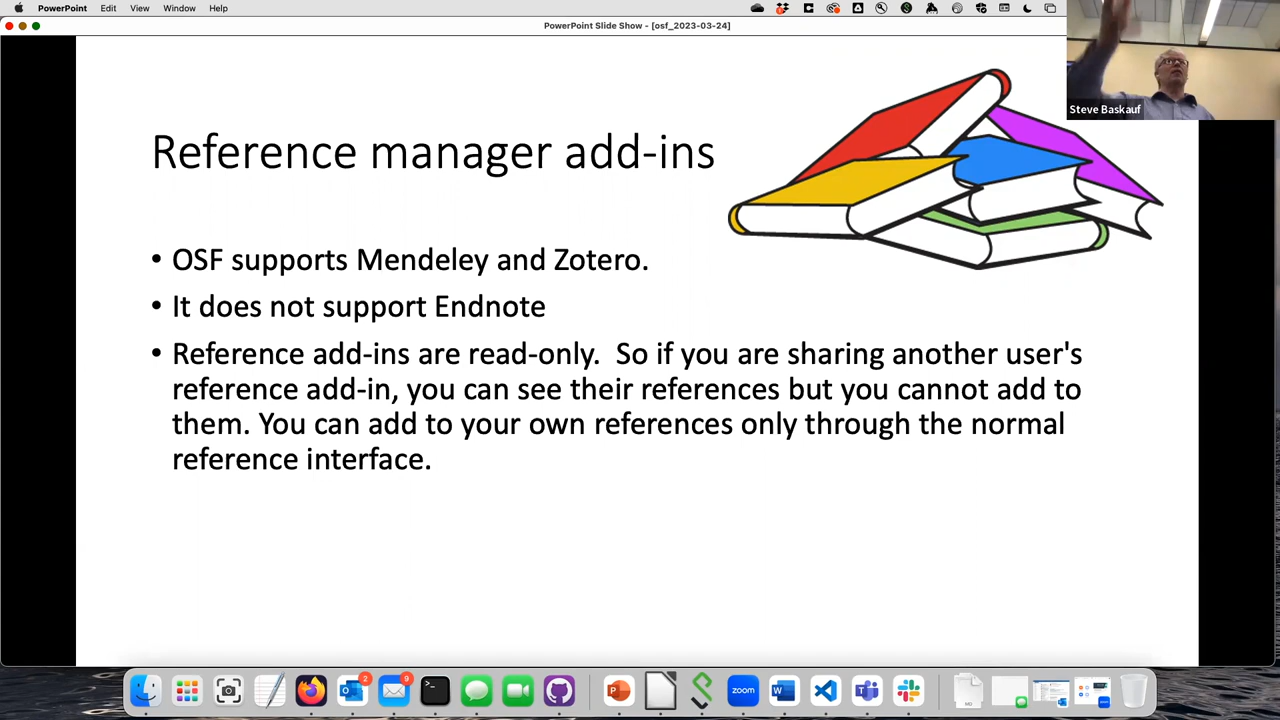 PowerPoint Edit View Window Help
PowerPoint Slide Show - [osf_2023-03-24]
Steve Baskauf
Reference manager add-ins
• OSF supports Mendeley and Zotero.
• It does not support Endnote
• Reference add-ins are read-only.  So if you are sharing another user's
reference add-in, you can see their references but you cannot add to
them. You can add to your own references only through the normal
reference interface.
2
9
zoom